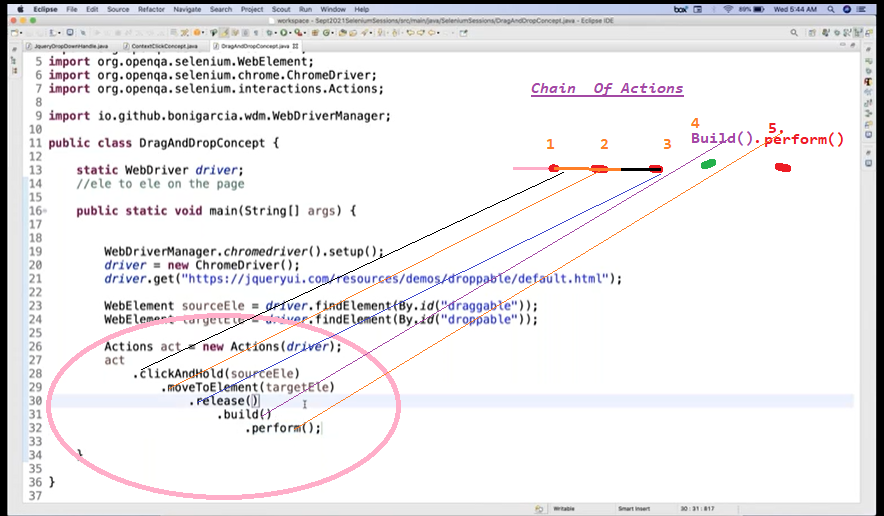 Eclipse File Edit Source Refactor Navigate Search Project Scout Run Window Help
box 89% Wed 5:44 AM
workspace - Sept2021SeleniumSessions/src/main/java/SeleniumSessions/DragAndDropConcept.java - Eclipse IDE
JqueryDropDownHandle.java ContextClickConcept.java DragAndDropConcept.java
5 import org.openqa.selenium.WebElement;
6 import org.openqa.selenium.chrome.ChromeDriver;
7 import org.openqa.selenium.interactions.Actions;
8
9 import io.github.bonigarcia.wdm.WebDriverManager;
10
11 public class DragAndDropConcept {
12
13 static WebDriver driver;
14 //ele to ele on the page
15
16 public static void main(String[] args) {
17
18
19 WebDriverManager.chromedriver().setup();
20 driver = new ChromeDriver();
21 driver.get("https://jqueryui.com/resources/demos/droppable/default.html");
22
23 WebElement sourceEle = driver.findElement(By.id("draggable"));
24 WebElement targetEle = driver.findElement(By.id("droppable"));
25
26 Actions act = new Actions(driver);
27 act
28 .clickAndHold(sourceEle)
29 .moveToElement(targetEle)
30 .release()
31 .build()
32 .perform();
33
34 }
35
36 }
37
Chain Of Actions
1 2 3 4 5.
Build(). perform()
Writable Smart Insert 30 : 31 : 817